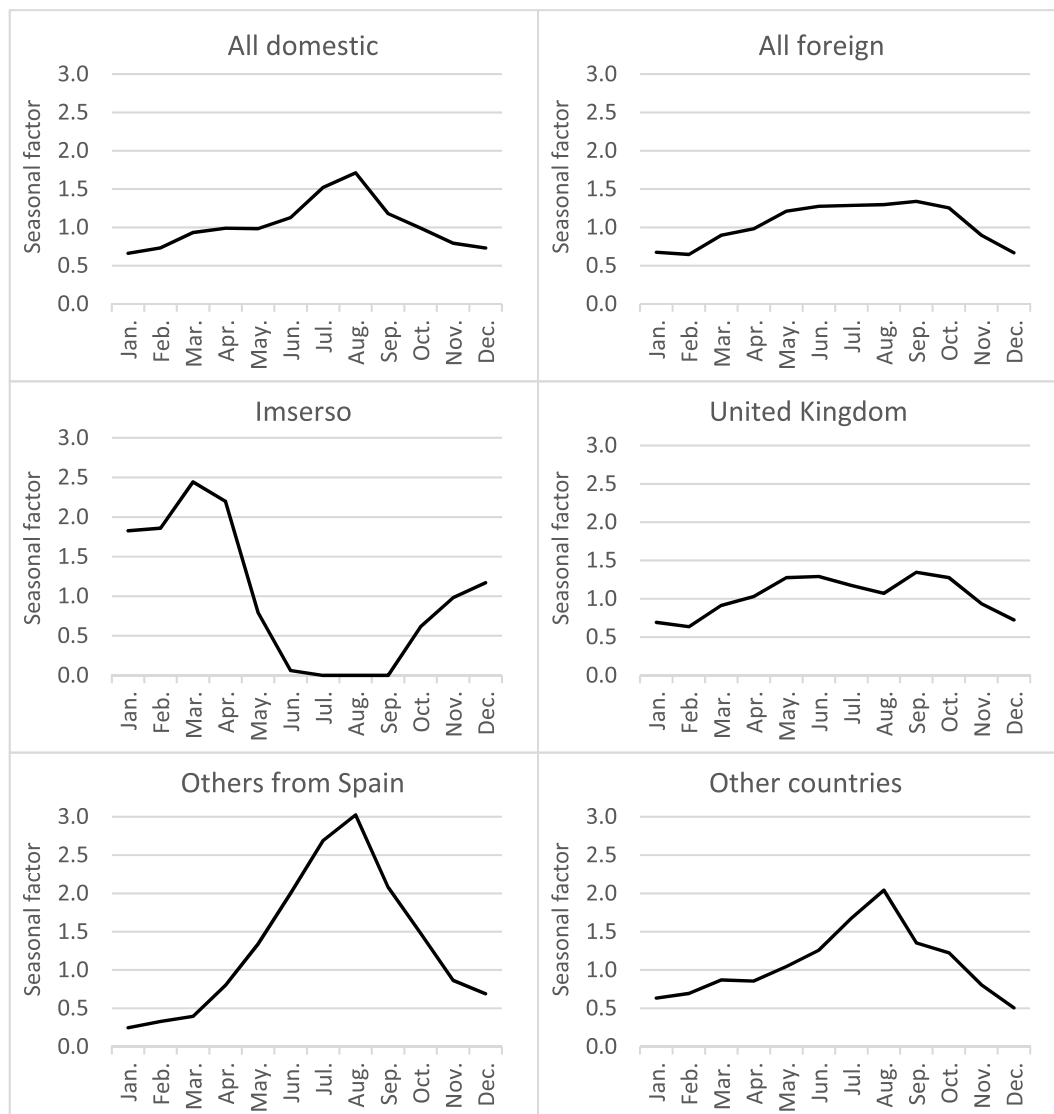 All domestic
Seasonal factor
3.0
2.5
2.0
1.5
1.0
0.5
0.0
Jan.
Feb.
Mar.
Apr.
May.
Jun.
Jul.
Aug.
Sep.
Oct.
Nov.
Dec.
All foreign
Seasonal factor
3.0
2.5
2.0
1.5
1.0
0.5
0.0
Jan.
Feb.
Mar.
Apr.
May.
Jun.
Jul.
Aug.
Sep.
Oct.
Nov.
Dec.
Imserso
Seasonal factor
3.0
2.5
2.0
1.5
1.0
0.5
0.0
Jan.
Feb.
Mar.
Apr.
May.
Jun.
Jul.
Aug.
Sep.
Oct.
Nov.
Dec.
United Kingdom
Seasonal factor
3.0
2.5
2.0
1.5
1.0
0.5
0.0
Jan.
Feb.
Mar.
Apr.
May.
Jun.
Jul.
Aug.
Sep.
Oct.
Nov.
Dec.
Others from Spain
Seasonal factor
3.0
2.5
2.0
1.5
1.0
0.5
0.0
Jan.
Feb.
Mar.
Apr.
May.
Jun.
Jul.
Aug.
Sep.
Oct.
Nov.
Dec.
Other countries
Seasonal factor
3.0
2.5
2.0
1.5
1.0
0.5
0.0
Jan.
Feb.
Mar.
Apr.
May.
Jun.
Jul.
Aug.
Sep.
Oct.
Nov.
Dec.